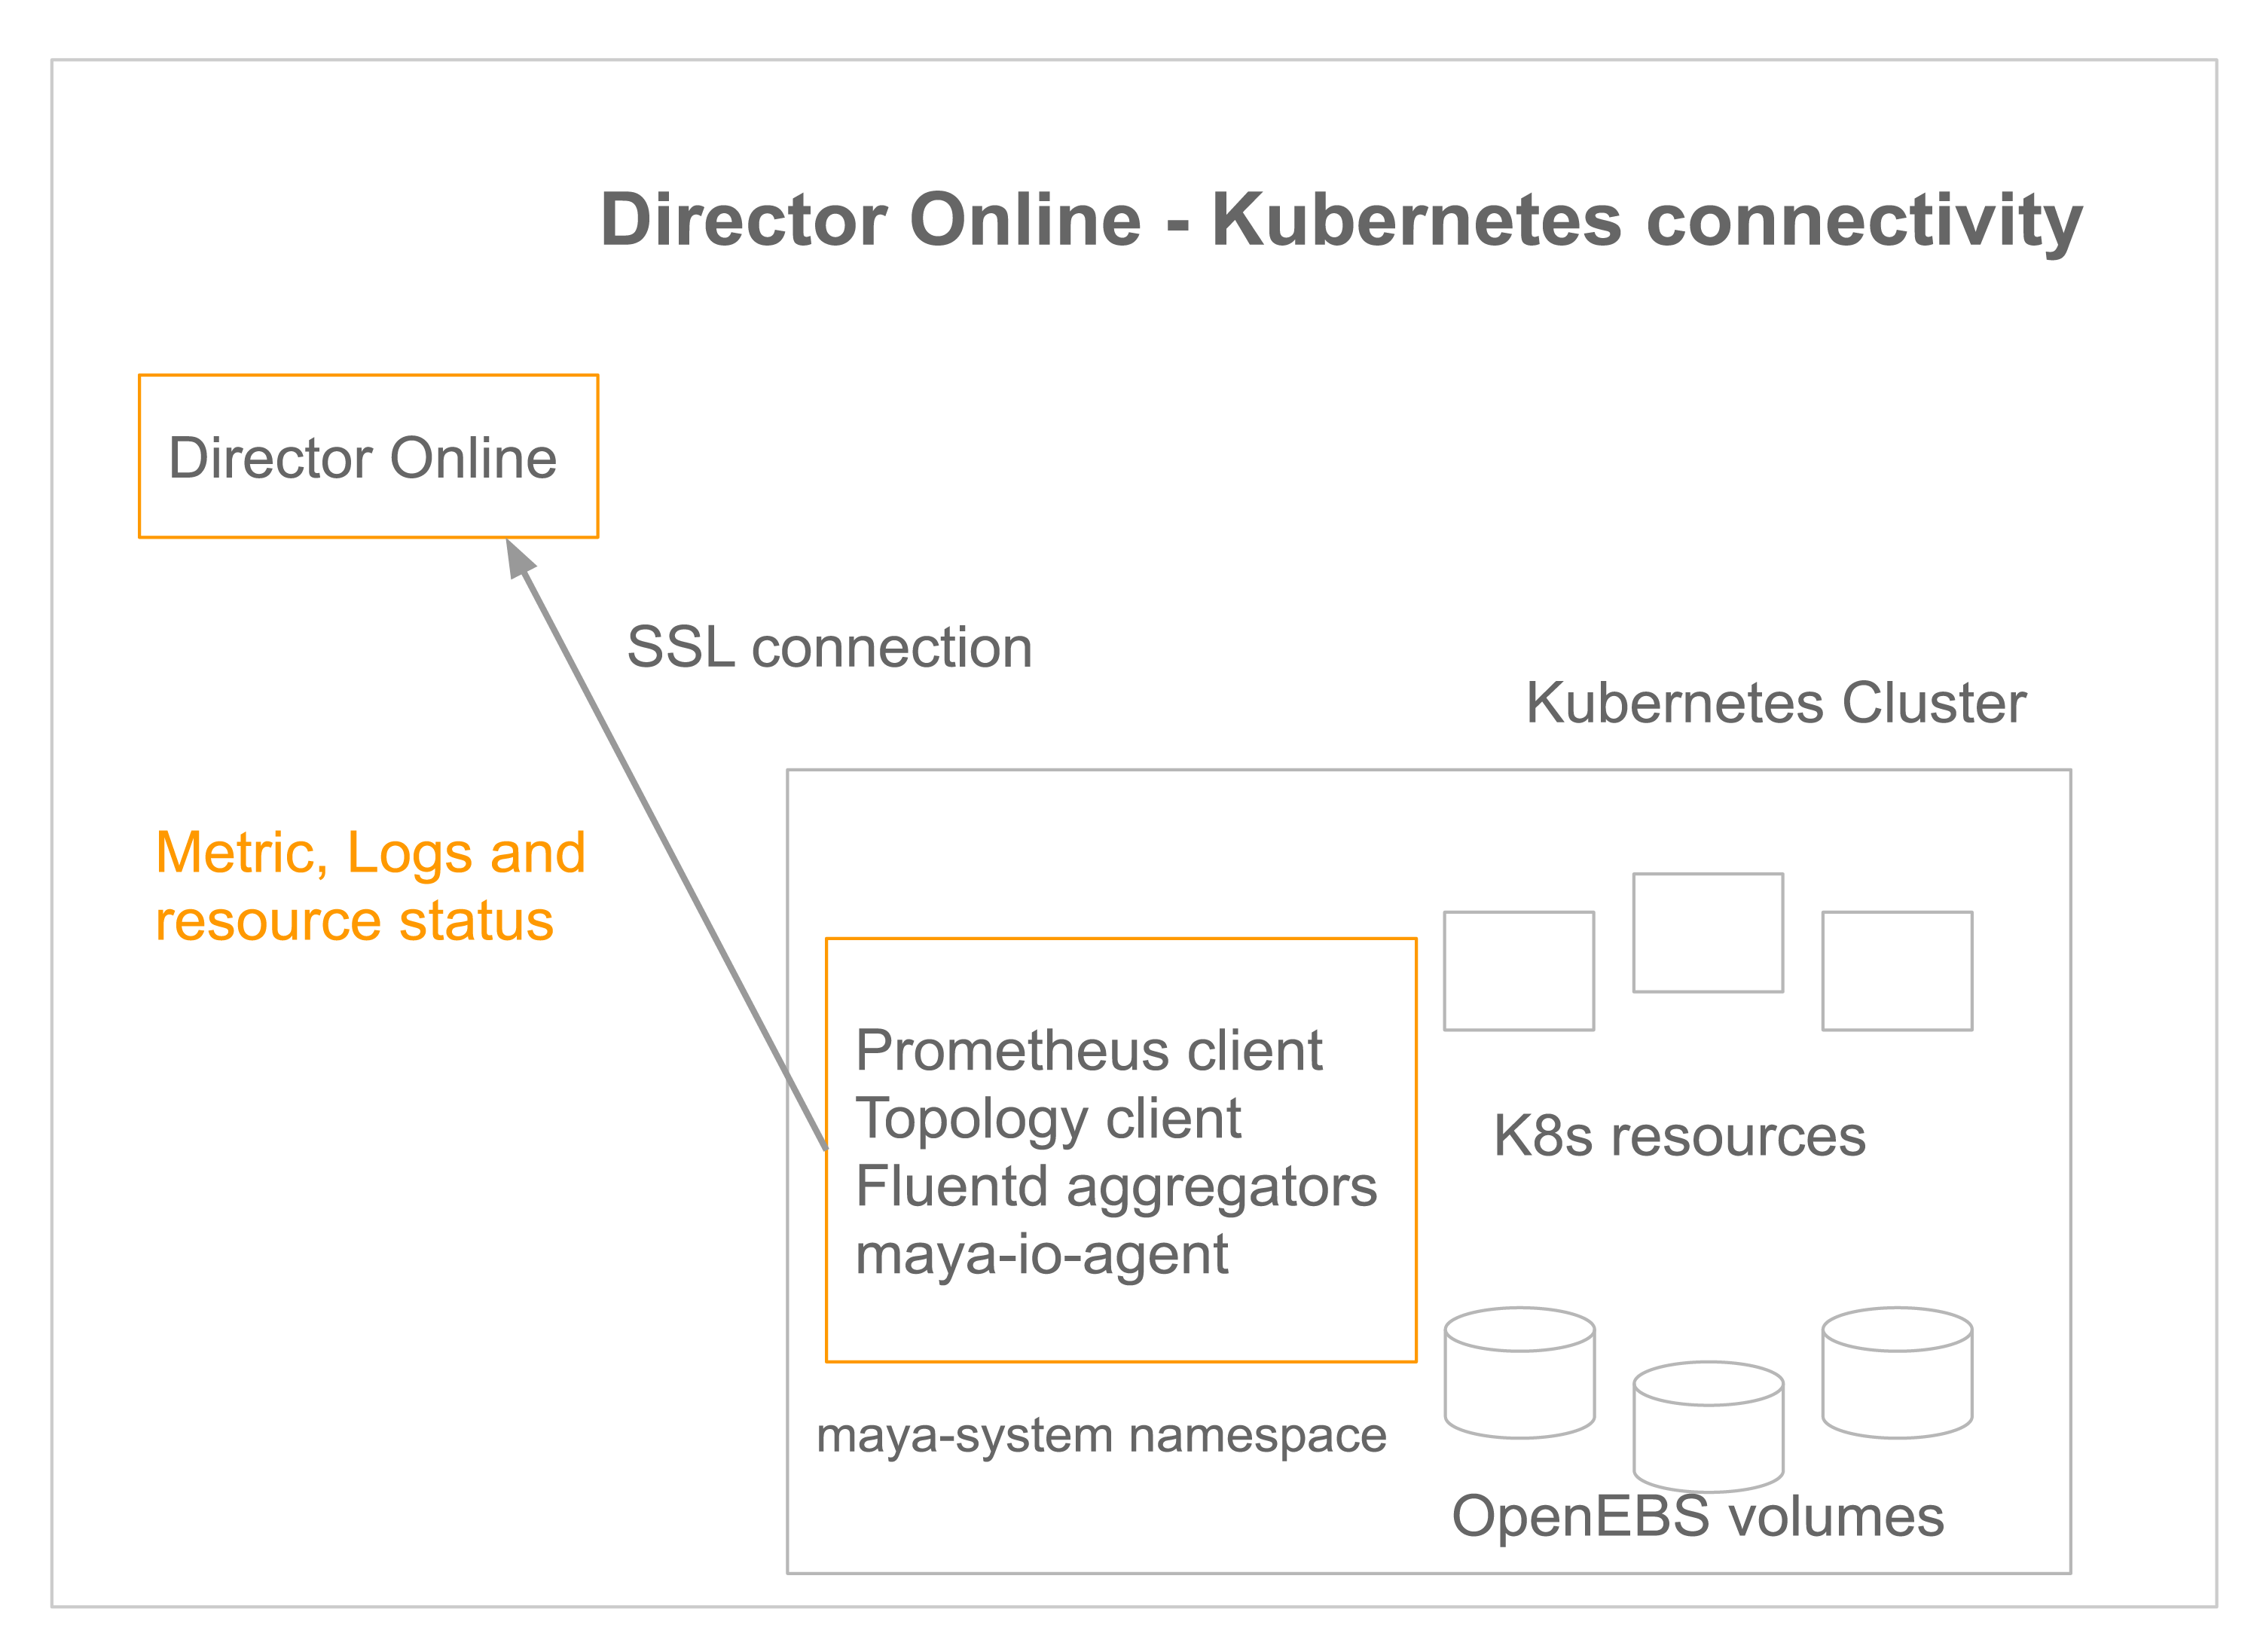 Director Online - Kubernetes connectivity
Director Online
SSL connection
Kubernetes Cluster
Metric, Logs and
resource status
Prometheus client
Topology client
Fluentd aggregators
maya-io-agent
K8s resources
maya-system namespace
OpenEBS volumes